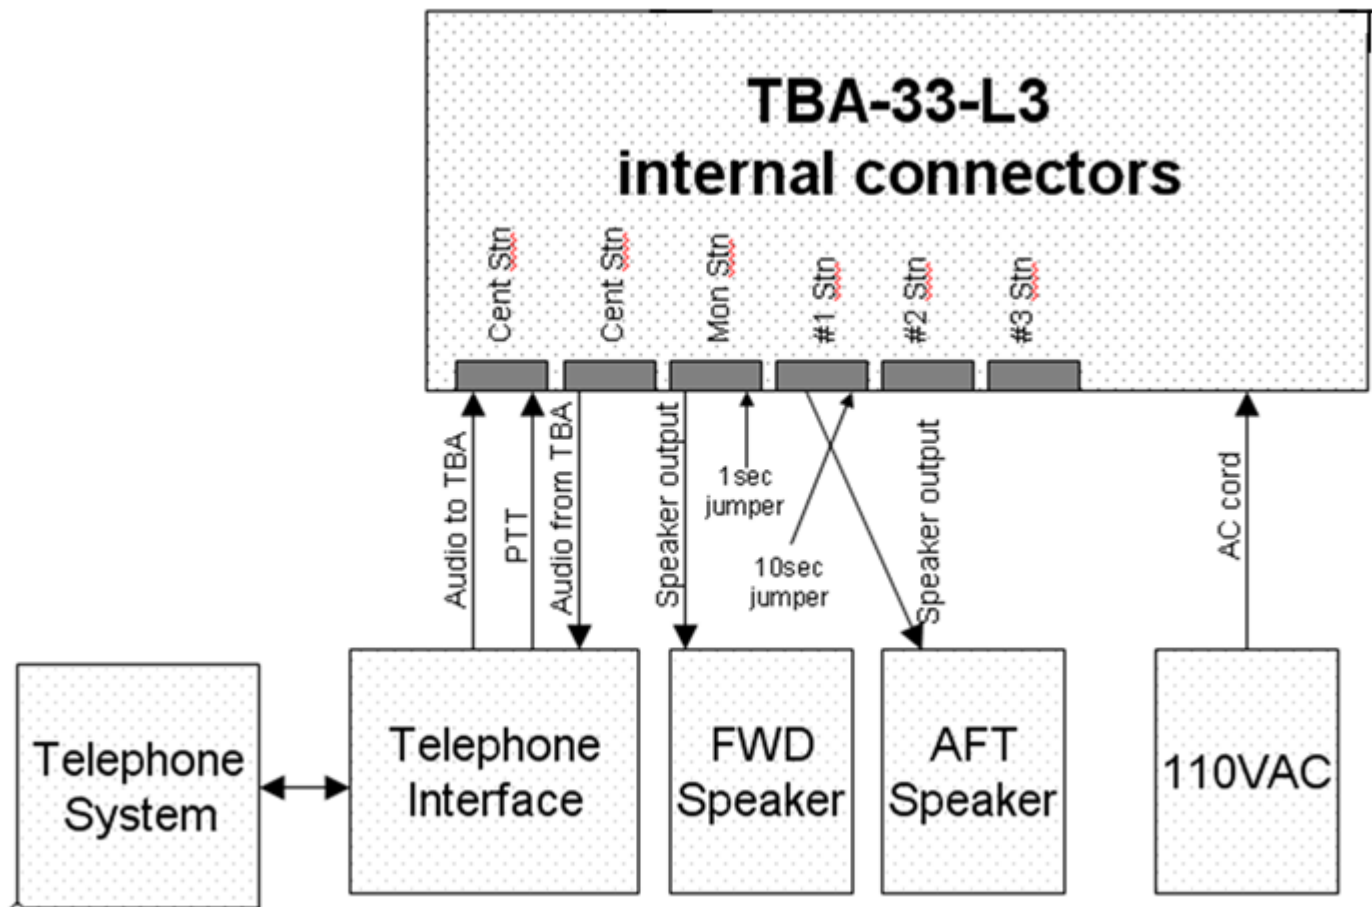 TBA-33-L3
internal connectors
Cent Stn
Cent Stn
Mon Stn
#1 Stn
#2 Stn
#3 Stn
Audio to TBA
PTT
Audio from TBA
Speaker output
1sec
jumper
10sec
jumper
Speaker output
AC cord
Telephone
System
Telephone
Interface
FWD
Speaker
AFT
Speaker
110VAC